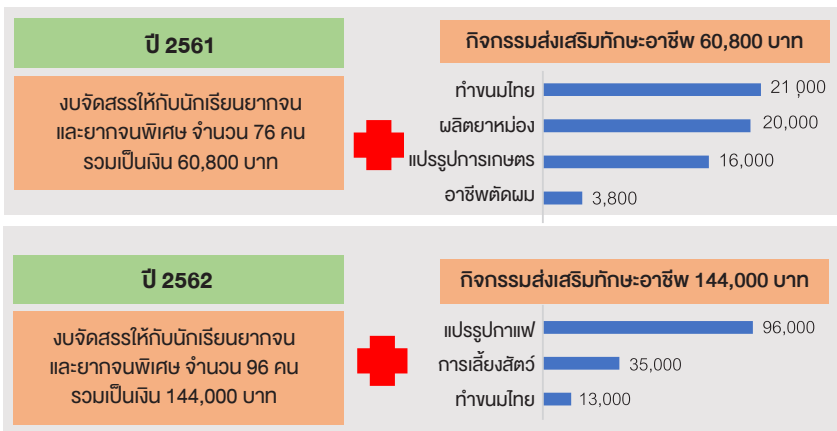 ปี 2561
งบจัดสรรให้กับนักเรียนยากจน
และยากจนพิเศษ จำนวน 76 คน
รวมเป็นเงิน 60,800 บาท
กิจกรรมส่งเสริมทักษะอาชีพ 60,800 บาท
ทำขนมไทย 21,000
ผลิตยาหม่อง 20,000
แปรรูปการเกษตร 16,000
อาชีพตัดผม 3,800
ปี 2562
งบจัดสรรให้กับนักเรียนยากจน
และยากจนพิเศษ จำนวน 96 คน
รวมเป็นเงิน 144,000 บาท
กิจกรรมส่งเสริมทักษะอาชีพ 144,000 บาท
แปรรูปกาแฟ 96,000
การเลี้ยงสัตว์ 35,000
ทำขนมไทย 13,000